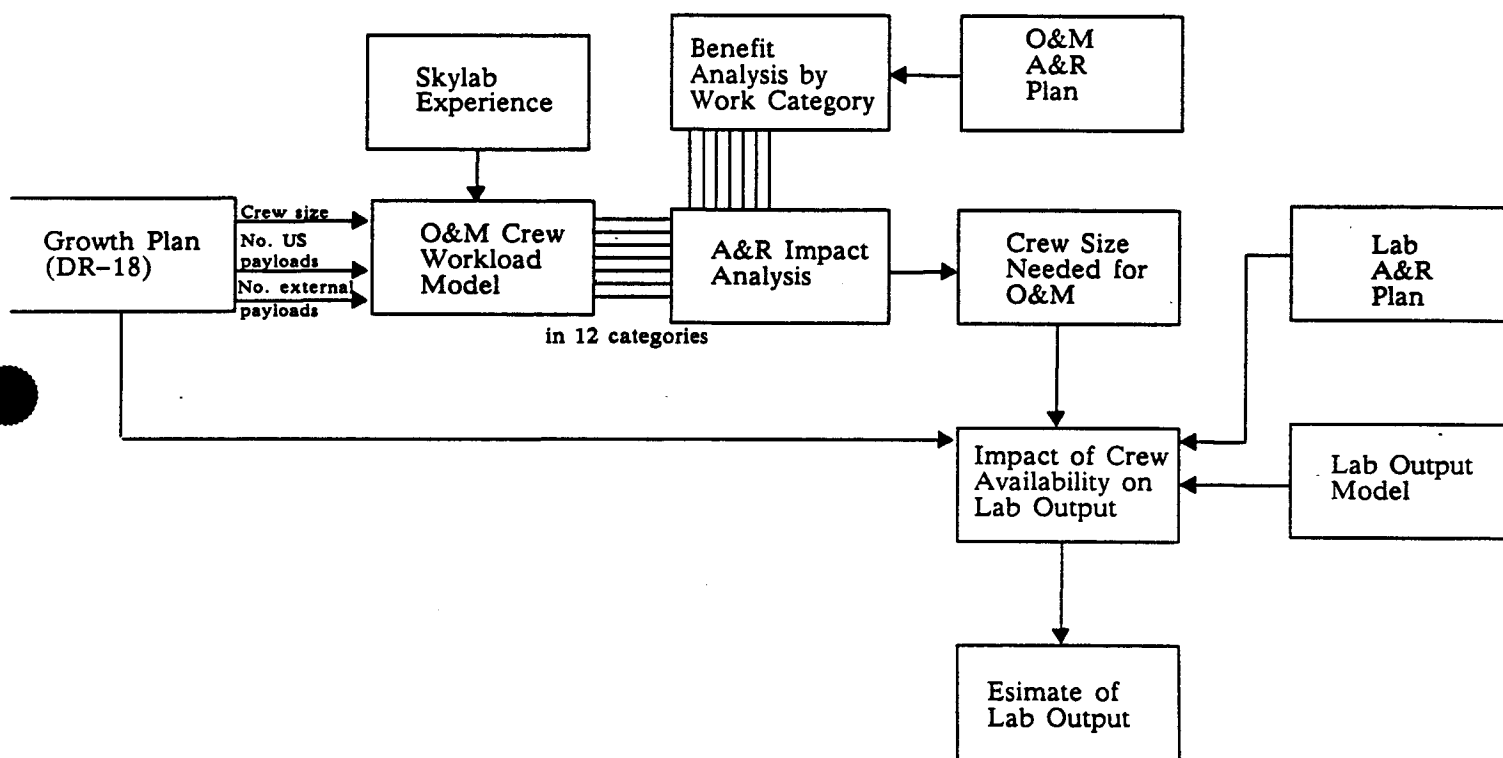 Skylab
Experience
Benefit
Analysis by
Work Category
O&M
A&R
Plan
Growth Plan
(DR-18)
Crew size
No. US
payloads
No. external
payloads
O&M Crew
Workload
Model
in 12 categories
A&R Impact
Analysis
Crew Size
Needed for
O&M
Lab
A&R
Plan
Impact of Crew
Availability on
Lab Output
Lab Output
Model
Esimate of
Lab Output